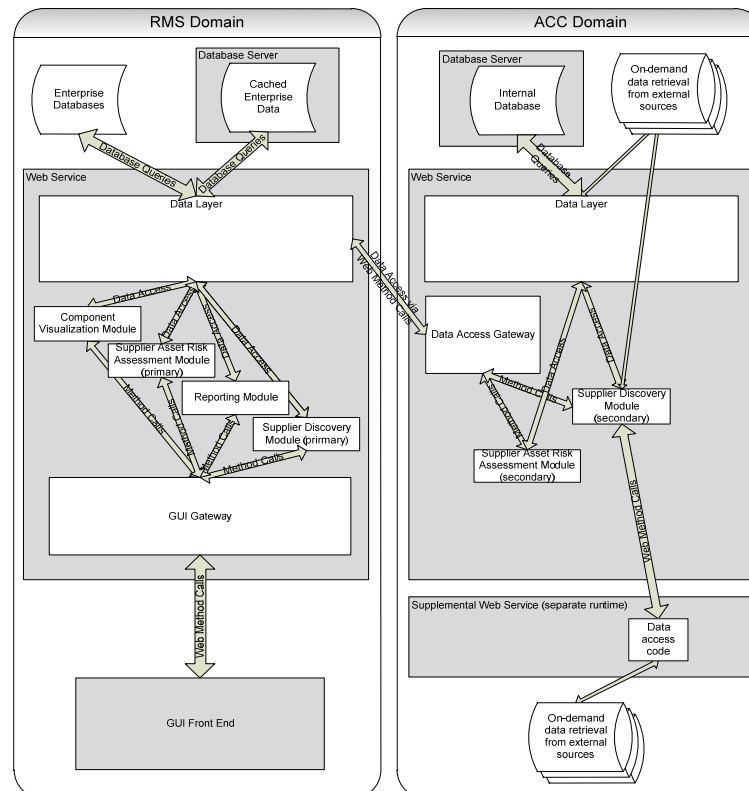 RMS Domain
Database Server
Enterprise
Databases
Cached
Enterprise
Data
Database Queries
Database Queries
Web Service
Data Layer
Data Access
Data Access
Data Access
Data Access
Component
Visualization Module
Supplier Asset Risk
Assessment Module
(primary)
Reporting Module
Supplier Discovery
Module (primary)
Method Calls
Method Calls
Method Calls
Method Calls
GUI Gateway
Web Method Calls
GUI Front End
Data Access via
Web Method Calls
ACC Domain
Database Server
Internal
Database
On-demand
data retrieval
from external
sources
Database
Queries
Web Service
Data Layer
Data Access Gateway
Data Access
Data Access
Method Calls
Method Calls
Supplier Discovery
Module
(secondary)
Supplier Asset Risk
Assessment Module
(secondary)
Web Method Calls
Supplemental Web Service (separate runtime)
Data
access
code
On-demand
data retrieval
from external
sources